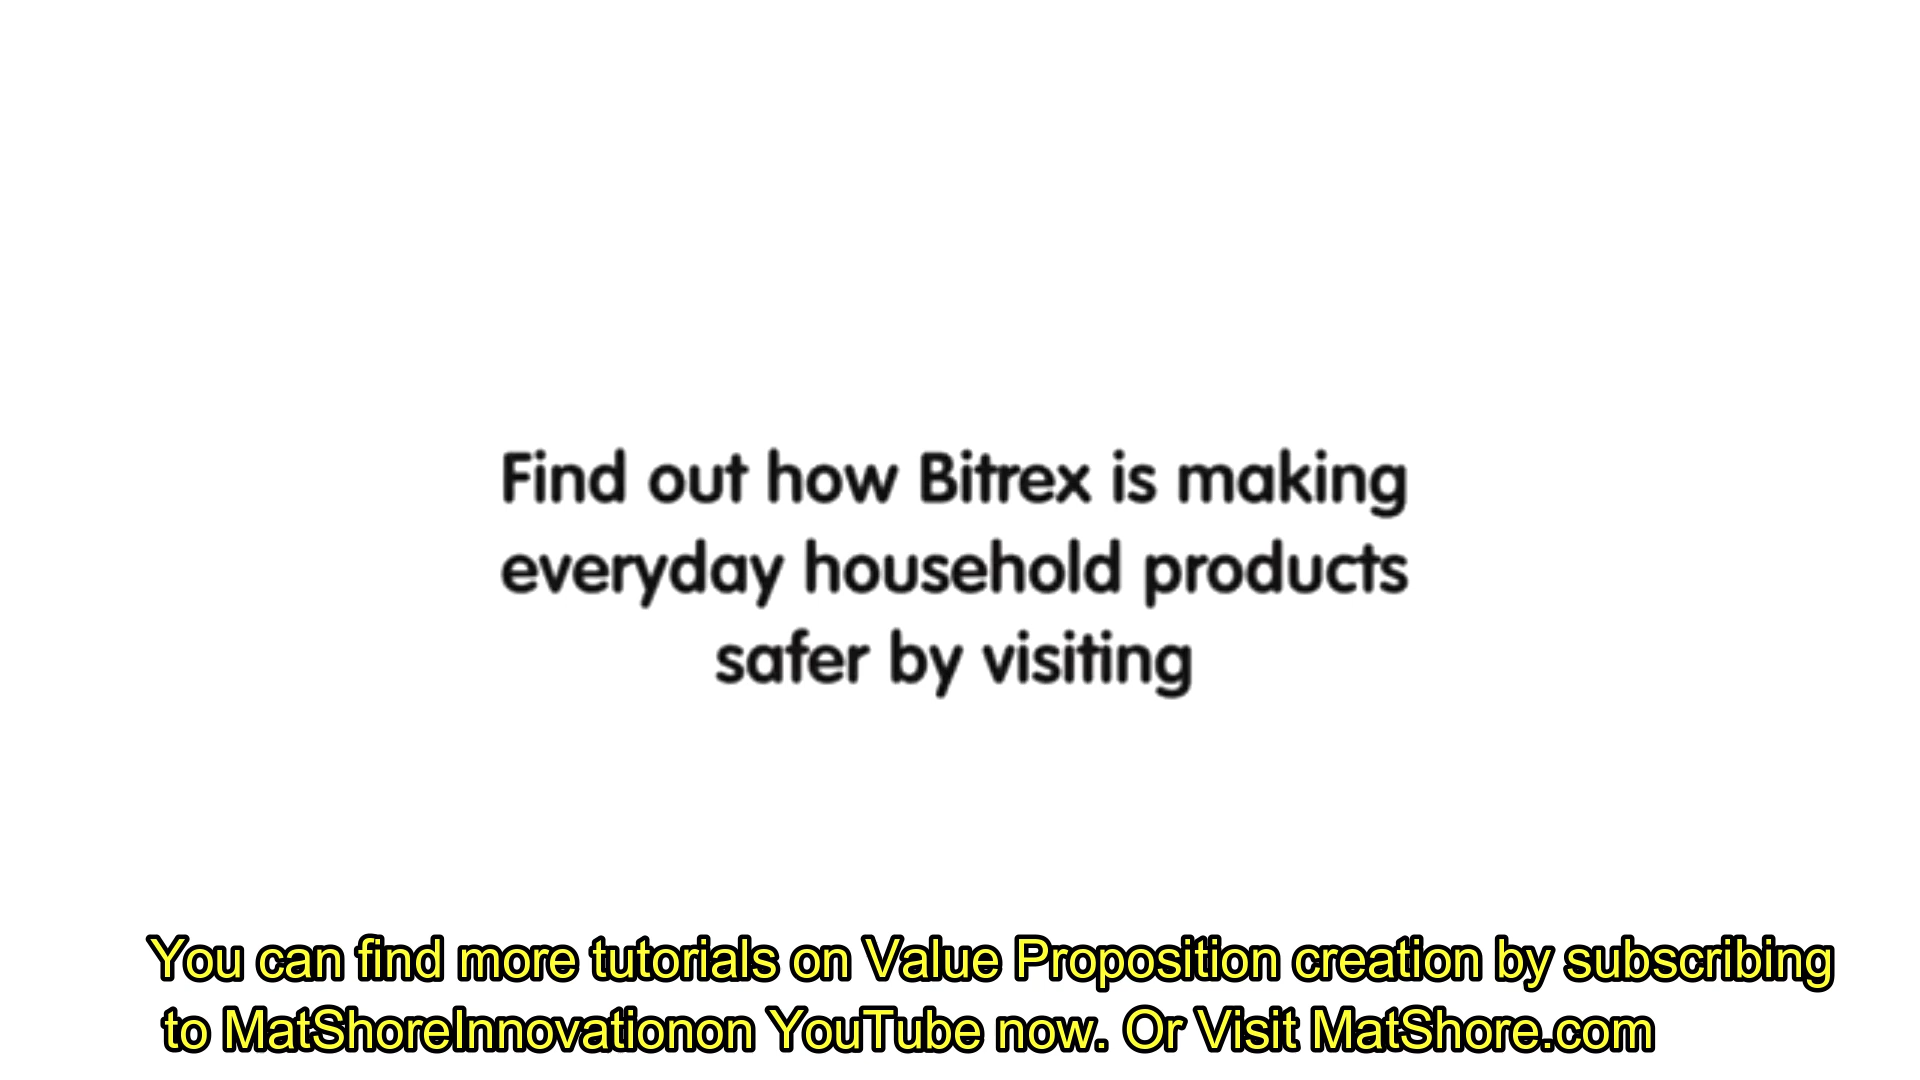 Find out how Bitrex is making
everyday household products
safer by visiting
You can find more tutorials on Value Proposition creation by subscribing
to MatShoreInnovationon YouTube now. Or Visit MatShore.com